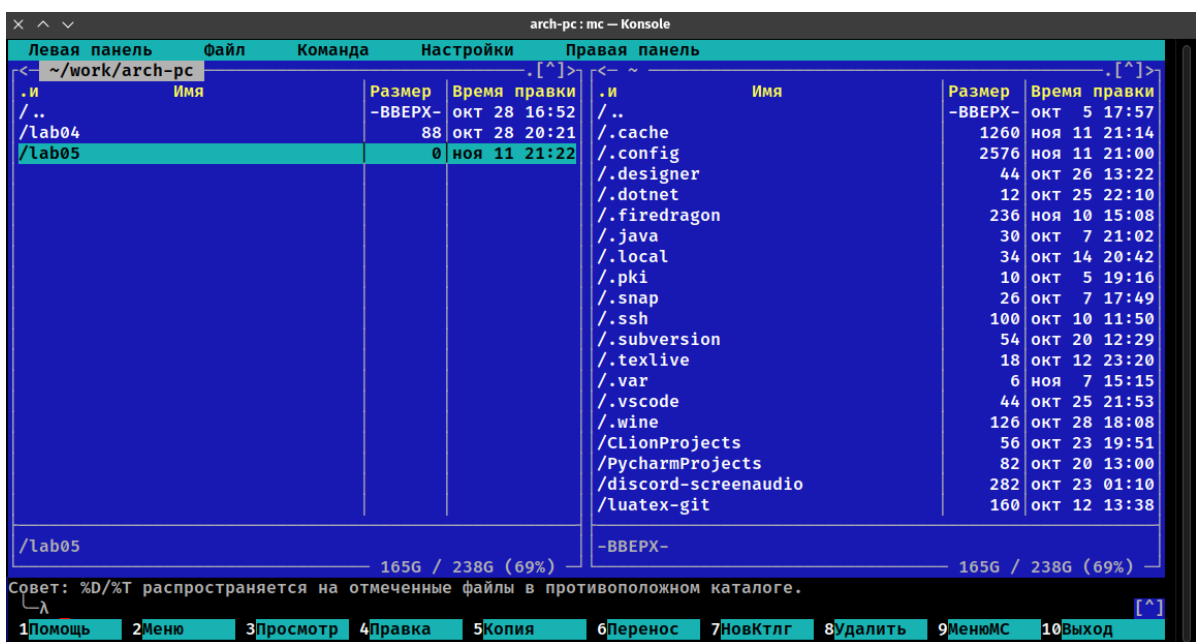 arch-pc : mc — Konsole
Левая панель Файл Команда Настройки Правая панель
<─ ~/work/arch-pc .[^]> <─ ~ .[^]>
.и Имя Размер Время правки .и Имя Размер Время правки
/.. -ВВЕРХ- окт 28 16:52 /.. -ВВЕРХ- окт 5 17:57
/lab04 88 окт 28 20:21 /.cache 1260 ноя 11 21:14
/lab05 0 ноя 11 21:22 /.config 2576 ноя 11 21:00
/.designer 44 окт 26 13:22
/.dotnet 12 окт 25 22:10
/.firedragon 236 ноя 10 15:08
/.java 30 окт 7 21:02
/.local 34 окт 14 20:42
/.pki 10 окт 5 19:16
/.snap 26 окт 7 17:49
/.ssh 100 окт 10 11:50
/.subversion 54 окт 20 12:29
/.texlive 18 окт 12 23:20
/.var 6 ноя 7 15:15
/.vscode 44 окт 25 21:53
/.wine 126 окт 28 18:08
/CLionProjects 56 окт 23 19:51
/PycharmProjects 82 окт 20 13:00
/discord-screenaudio 282 окт 23 01:10
/luatex-git 160 окт 12 13:38
/lab05 -ВВЕРХ-
165G / 238G (69%) 165G / 238G (69%)
Совет: %D/%T распространяется на отмеченные файлы в противоположном каталоге.
╰─λ [^]
1Помощь 2Меню 3Просмотр 4Правка 5Копия 6Перенос 7НовКтлг 8Удалить 9МенюМС 10Выход